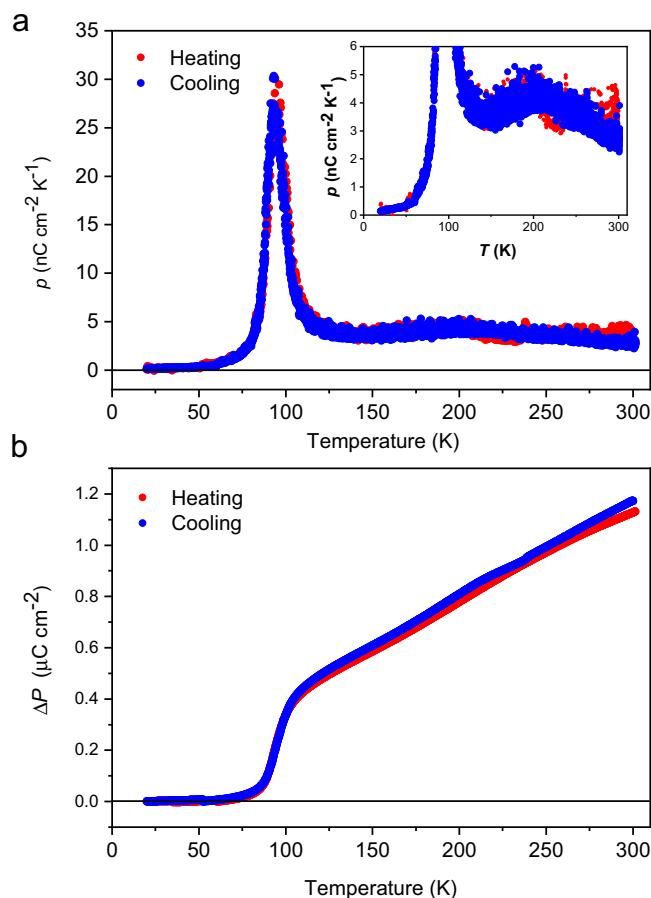 a
35
30
25
20
15
10
5
0
p (nC cm⁻² K⁻¹)
Heating
Cooling
6
5
4
3
2
1
0
p (nC cm⁻² K⁻¹)
0 100 200 300
T (K)
0 50 100 150 200 250 300
Temperature (K)
b
1.2
1.0
0.8
0.6
0.4
0.2
0.0
ΔP (μC cm⁻²)
Heating
Cooling
0 50 100 150 200 250 300
Temperature (K)